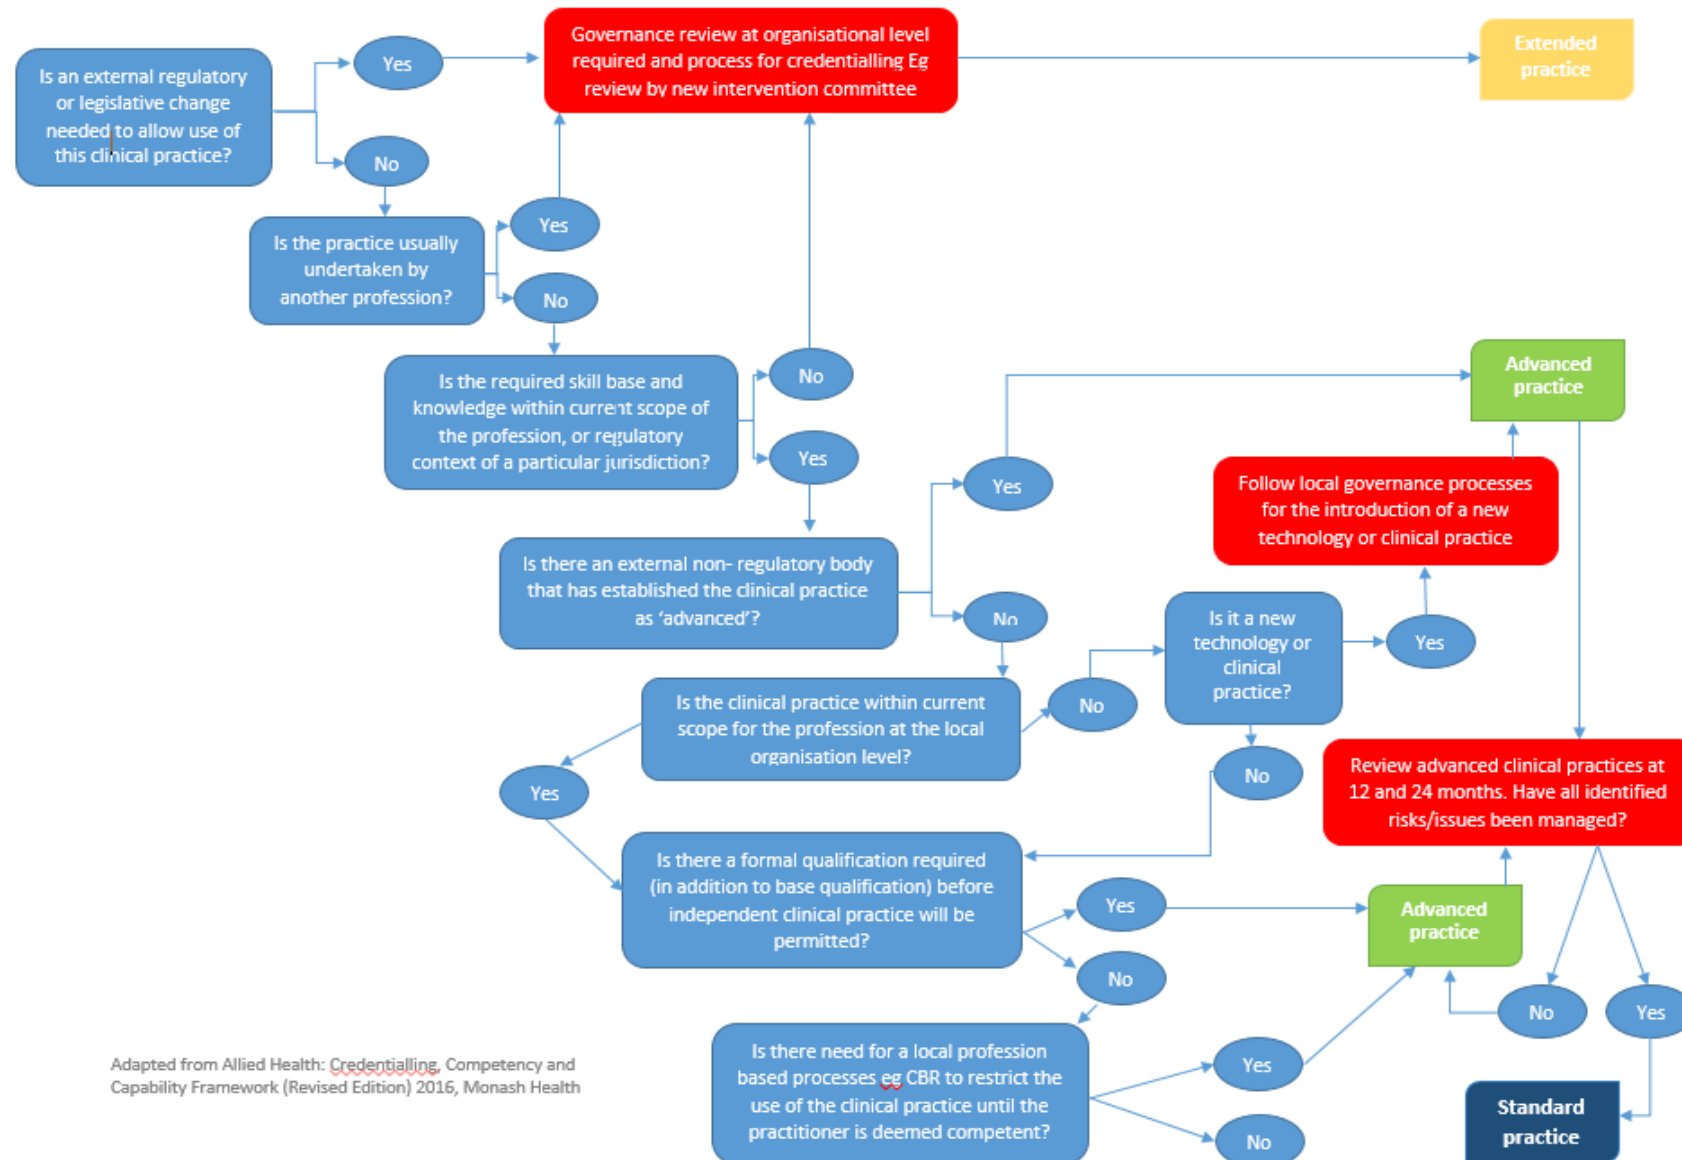 Is an external regulatory
or legislative change
needed to allow use of
this clinical practice?
Yes
No
Governance review at organisational level
required and process for credentialling Eg
review by new intervention committee
Extended
practice
Is the practice usually
undertaken by
another profession?
Yes
No
Is the required skill base and
knowledge within current scope of
the profession, or regulatory
context of a particular jurisdiction?
No
Yes
Advanced
practice
Is there an external non- regulatory body
that has established the clinical practice
as ‘advanced’?
Yes
No
Follow local governance processes
for the introduction of a new
technology or clinical practice
Is the clinical practice within current
scope for the profession at the local
organisation level?
No
Yes
Is it a new
technology or
clinical
practice?
Yes
No
Review advanced clinical practices at
12 and 24 months. Have all identified
risks/issues been managed?
Is there a formal qualification required
(in addition to base qualification) before
independent clinical practice will be
permitted?
Yes
No
Advanced
practice
No
Yes
Is there need for a local profession
based processes eg CBR to restrict the
use of the clinical practice until the
practitioner is deemed competent?
Yes
No
Standard
practice
Adapted from Allied Health: Credentialling, Competency and
Capability Framework (Revised Edition) 2016, Monash Health